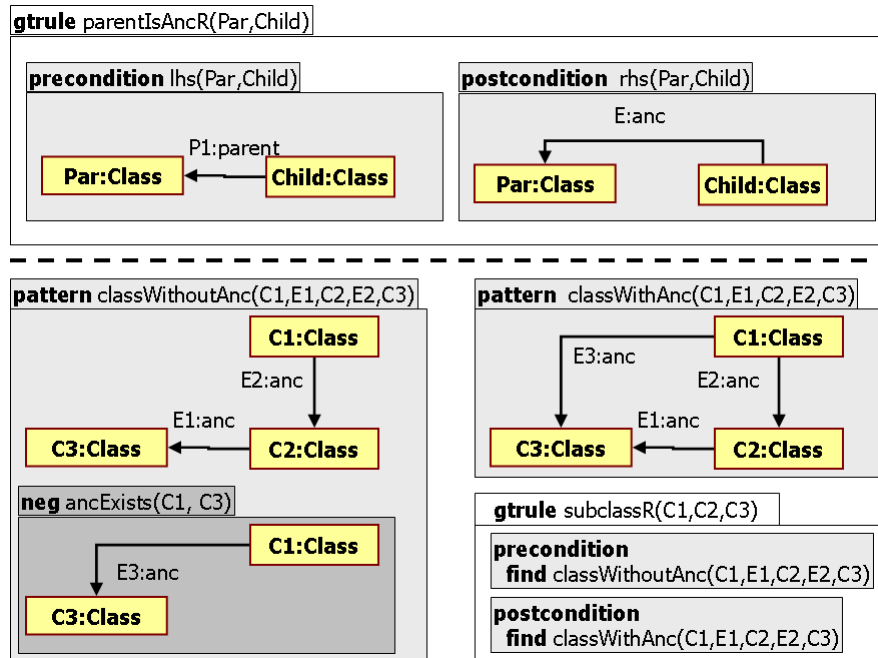 gtrule parentIsAncR(Par,Child)
precondition lhs(Par,Child)
P1:parent
Par:Class
Child:Class
postcondition rhs(Par,Child)
E:anc
Par:Class
Child:Class
pattern classWithoutAnc(C1,E1,C2,E2,C3)
C1:Class
E2:anc
E1:anc
C3:Class
C2:Class
neg ancExists(C1, C3)
C1:Class
E3:anc
C3:Class
pattern classWithAnc(C1,E1,C2,E2,C3)
C1:Class
E3:anc
E2:anc
E1:anc
C3:Class
C2:Class
gtrule subclassR(C1,C2,C3)
precondition
find classWithoutAnc(C1,E1,C2,E2,C3)
postcondition
find classWithAnc(C1,E1,C2,E2,C3)